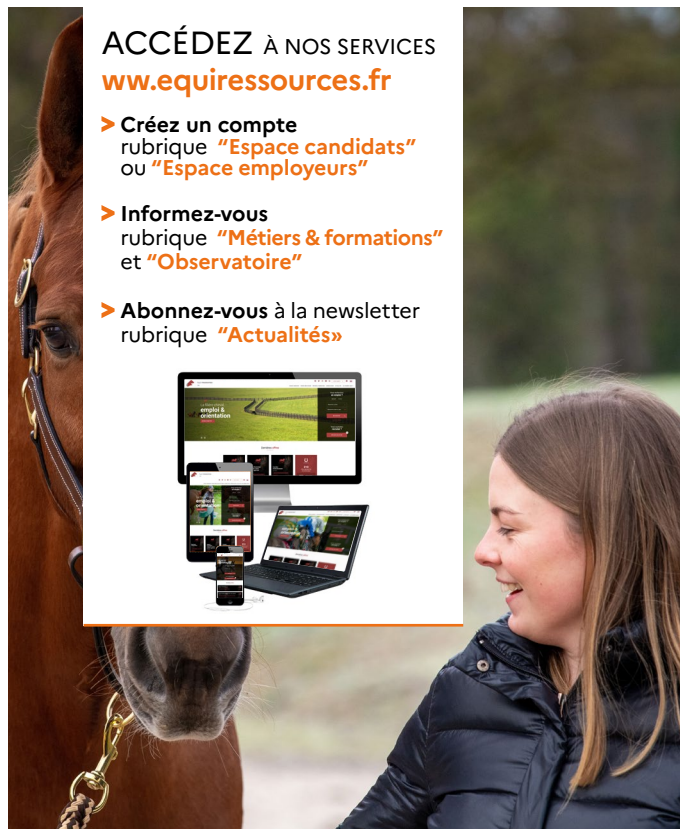 ACCÉDEZ À NOS SERVICES
ww.equiressources.fr
> Créez un compte
rubrique “Espace candidats”
ou “Espace employeurs”
> Informez-vous
rubrique “Métiers & formations”
et “Observatoire”
> Abonnez-vous à la newsletter
rubrique “Actualités»
emploi &
orientation